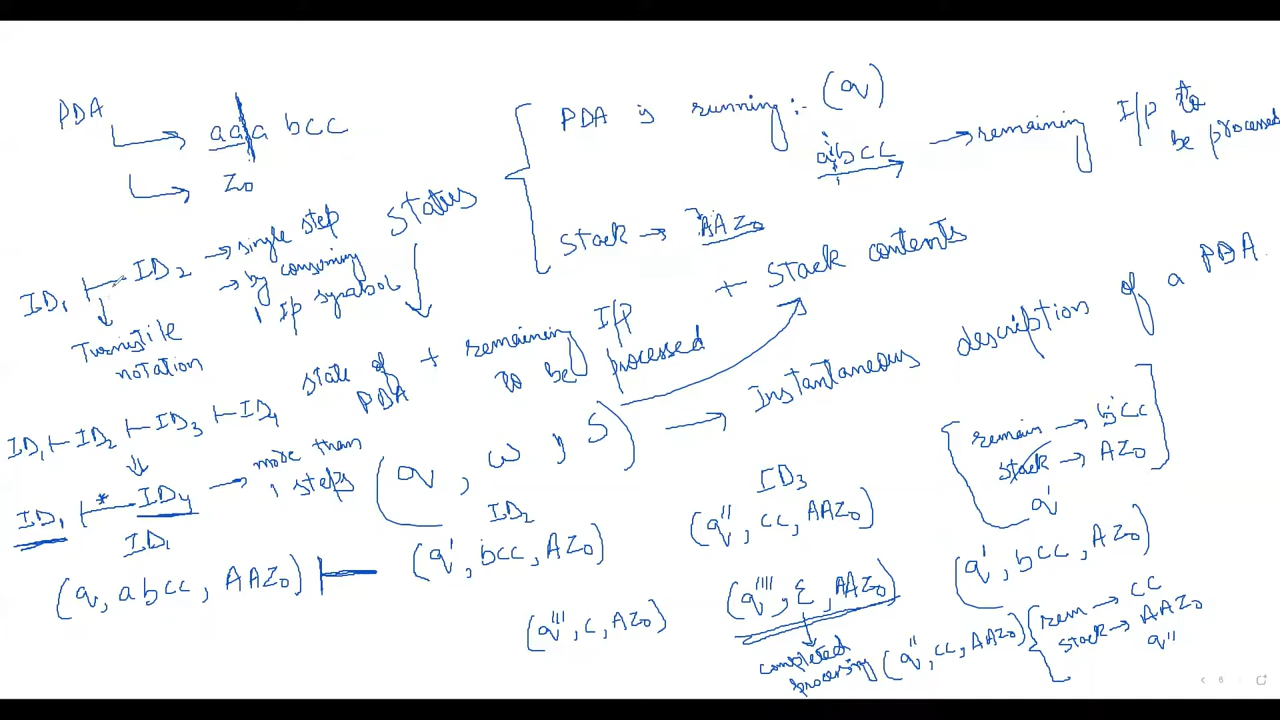 PDA
aaa bcc
Z0
PDA is running :- (q)
abcc → remaining I/P to
be processed
Status
Stack → AAZ0
ID1 ⊢ ID2 → single step
→ by consuming
1 I/p symbol
Turnistile
notation
state of
PDA
+ remaining I/P
to be processed
+ Stack contents
(q, w, S) → Instantaneous description of a PDA
ID1 ⊢ ID2 ⊢ ID3 ⊢ ID4
ID1 ⊢* ID4 → more than
1 steps
remain → bcc
stack → AZ0
q'
ID1
(q, abcc, AAZ0) ⊢
ID2
(q', bcc, AZ0)
ID3
(q'', cc, AAZ0)
(q', bcc, AZ0)
(q''', c, AZ0)
(q'''', ε, AAZ0)
completed
processing
(q'', cc, AAZ0)
rem → cc
stack → AAZ0
q''
8